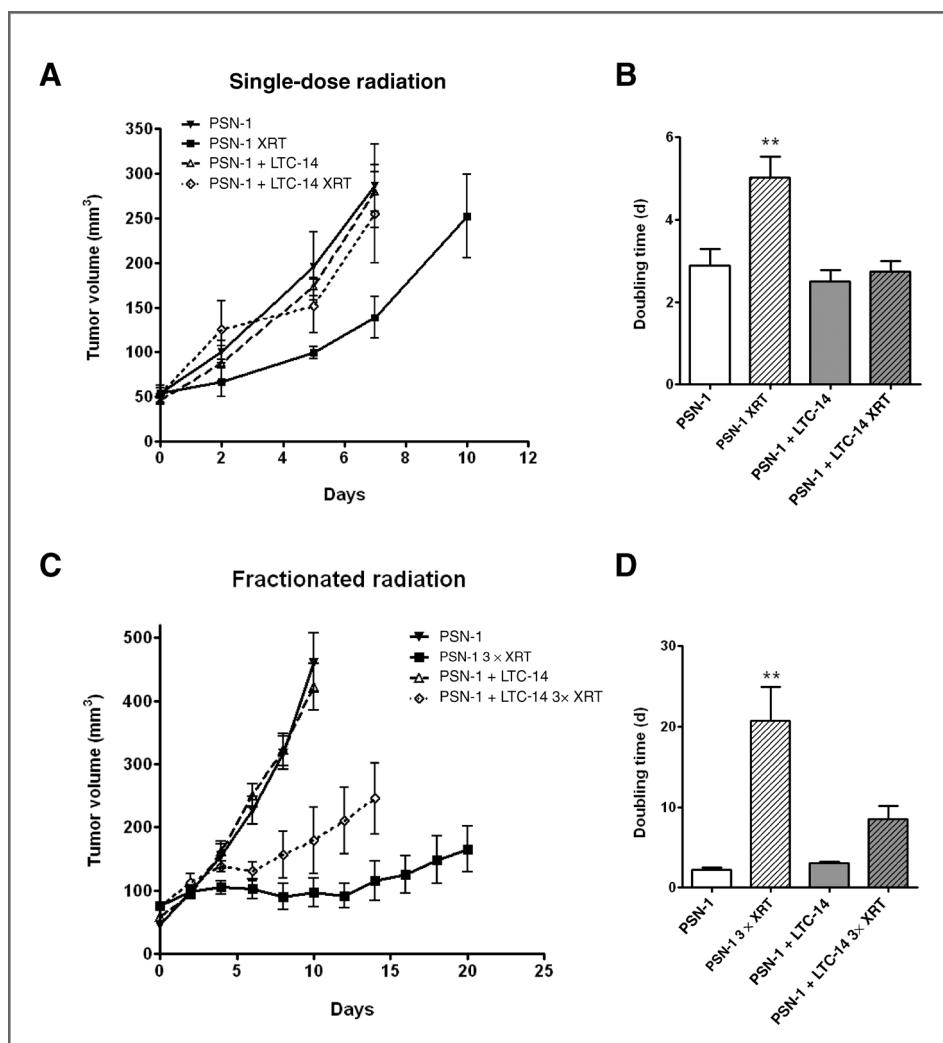 A
Single-dose radiation
PSN-1
PSN-1 XRT
PSN-1 + LTC-14
PSN-1 + LTC-14 XRT
Tumor volume (mm³)
350
300
250
200
150
100
50
0
0 2 4 6 8 10 12
Days
B
**
Doubling time (d)
6
4
2
0
PSN-1
PSN-1 XRT
PSN-1 + LTC-14
PSN-1 + LTC-14 XRT
C
Fractionated radiation
PSN-1
PSN-1 3 × XRT
PSN-1 + LTC-14
PSN-1 + LTC-14 3× XRT
Tumor volume (mm³)
500
400
300
200
100
0
0 5 10 15 20 25
Days
D
**
Doubling time (d)
30
20
10
0
PSN-1
PSN-1 3 × XRT
PSN-1 + LTC-14
PSN-1 + LTC-14 3× XRT